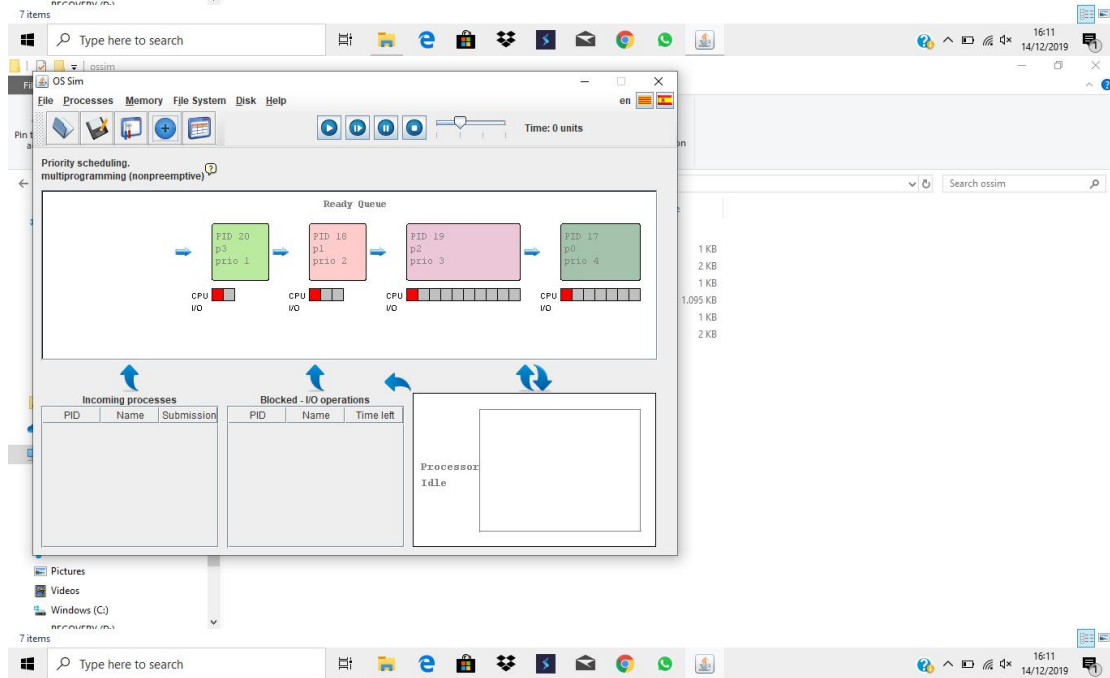 7 items
Type here to search
16:11
14/12/2019
ossim
OS Sim
File Processes Memory File System Disk Help
en
Time: 0 units
Pin t
Priority scheduling.
multiprogramming (nonpreemptive)
Search ossim
Ready Queue
PID 20
p3
prio 1
CPU
I/O
PID 18
p1
prio 2
CPU
I/O
PID 19
p2
prio 3
CPU
I/O
PID 17
p0
prio 4
CPU
I/O
1 KB
2 KB
1 KB
1,095 KB
1 KB
2 KB
Incoming processes
PID Name Submission
Blocked - I/O operations
PID Name Time left
Processor
Idle
Pictures
Videos
Windows (C:)
7 items
Type here to search
16:11
14/12/2019